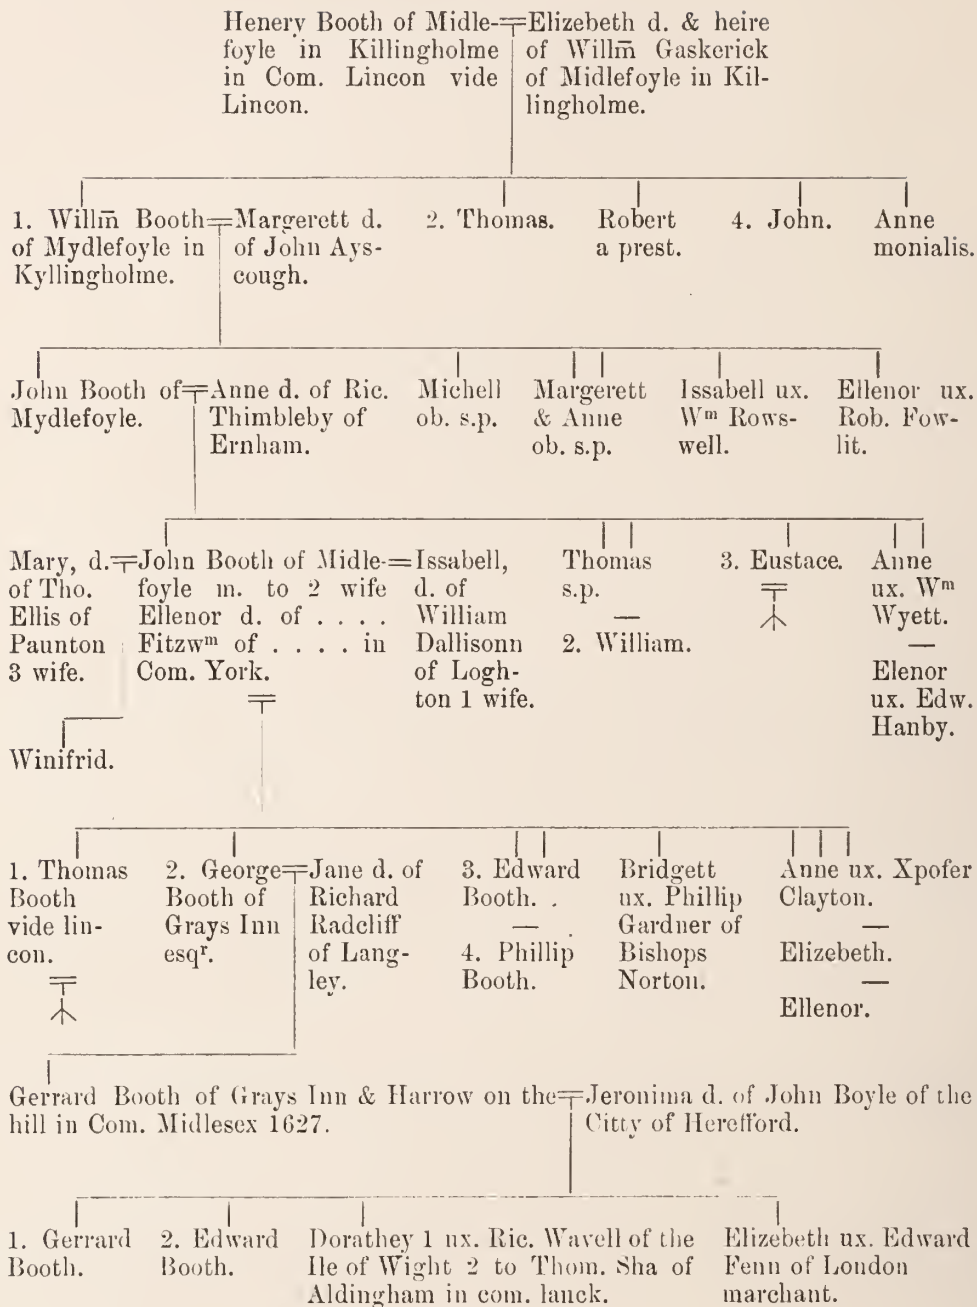 Henery Booth of Midle-
foyle in Killingholme
in Com. Lincon vide
Lincon.
Elizebeth d. & heire
of Willm̄ Gaskerick
of Midlefoyle in Kil-
lingholme.
1. Willm̄ Booth
of Mydlefoyle in
Kyllingholme.
Margerett d.
of John Ays-
cough.
2. Thomas.
Robert
a prest.
4. John.
Anne
monialis.
John Booth of
Mydlefoyle.
Anne d. of Ric.
Thimbleby of
Ernham.
Michell
ob. s.p.
Margerett
& Anne
ob. s.p.
Issabell ux.
Wᵐ Rows-
well.
Ellenor ux.
Rob. Fow-
lit.
Mary, d.
of Tho.
Ellis of
Paunton
3 wife.
John Booth of Midle-
foyle m. to 2 wife
Ellenor d. of . . . .
Fitzwᵐ of . . . . in
Com. York.
Issabell,
d. of
William
Dallisonn
of Logh-
ton 1 wife.
Thomas
s.p.
—
2. William.
3. Eustace.
Anne
ux. Wᵐ
Wyett.
—
Elenor
ux. Edw.
Hanby.
Winifrid.
1. Thomas
Booth
vide lin-
con.
2. George
Booth of
Grays Inn
esqʳ.
Jane d. of
Richard
Radcliff
of Lang-
ley.
3. Edward
Booth.
—
4. Phillip
Booth.
Bridgett
ux. Phillip
Gardner of
Bishops
Norton.
Anne ux. Xpofer
Clayton.
—
Elizebeth.
—
Ellenor.
Gerrard Booth of Grays Inn & Harrow on the
hill in Com. Midlesex 1627.
Jeronima d. of John Boyle of the
Citty of Herefford.
1. Gerrard
Booth.
2. Edward
Booth.
Dorathey 1 ux. Ric. Wavell of the
Ile of Wight 2 to Thom. Sha of
Aldingham in com. lanck.
Elizebeth ux. Edward
Fenn of London
marchant.